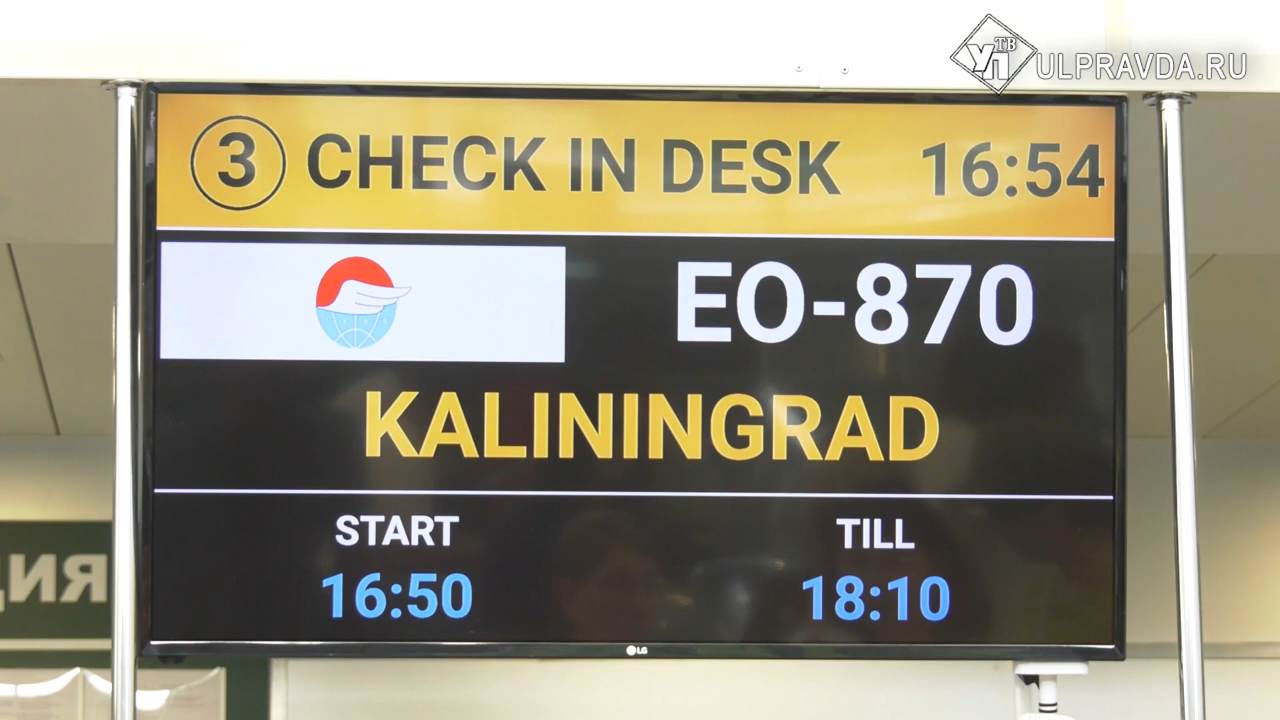 УП ТВ ULPRAVDA.RU
3 CHECK IN DESK 16:54
EO-870
KALININGRAD
START TILL
16:50 18:10
ция
LG